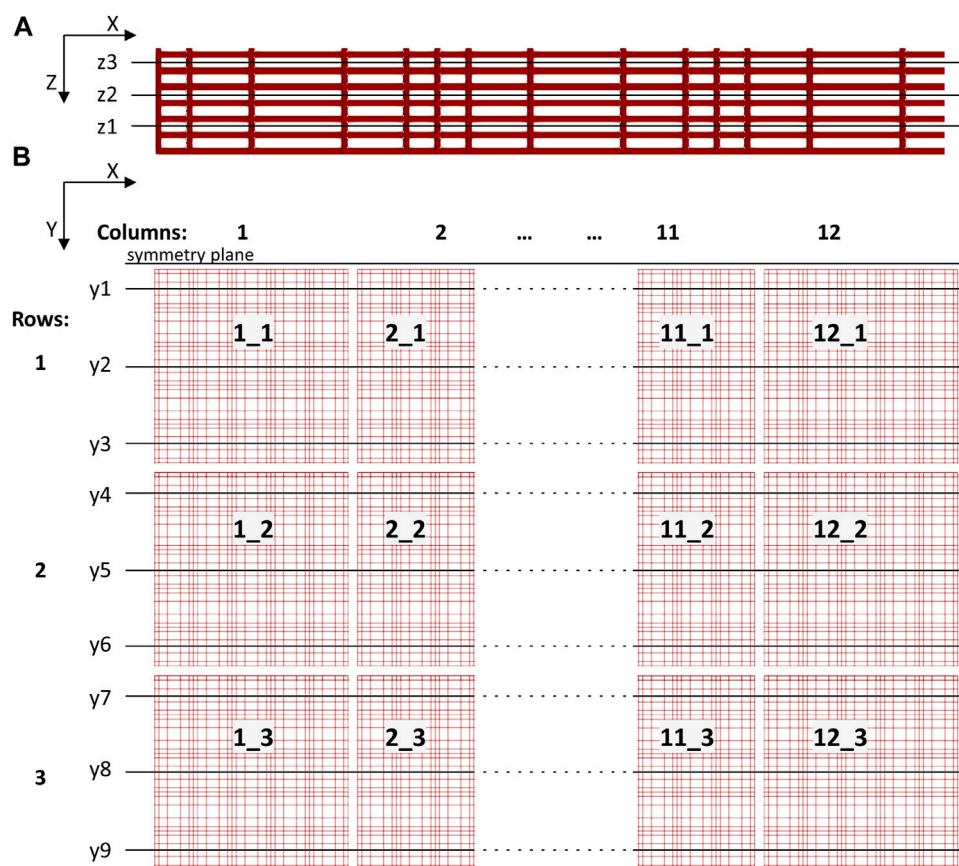 A
X
z3
Z
z2
z1
B
X
Y
Columns: 1 2 ... ... 11 12
symmetry plane
y1
Rows:
1_1 2_1 11_1 12_1
1
y2
y3
y4
1_2 2_2 11_2 12_2
2
y5
y6
y7
1_3 2_3 11_3 12_3
y8
3
y9